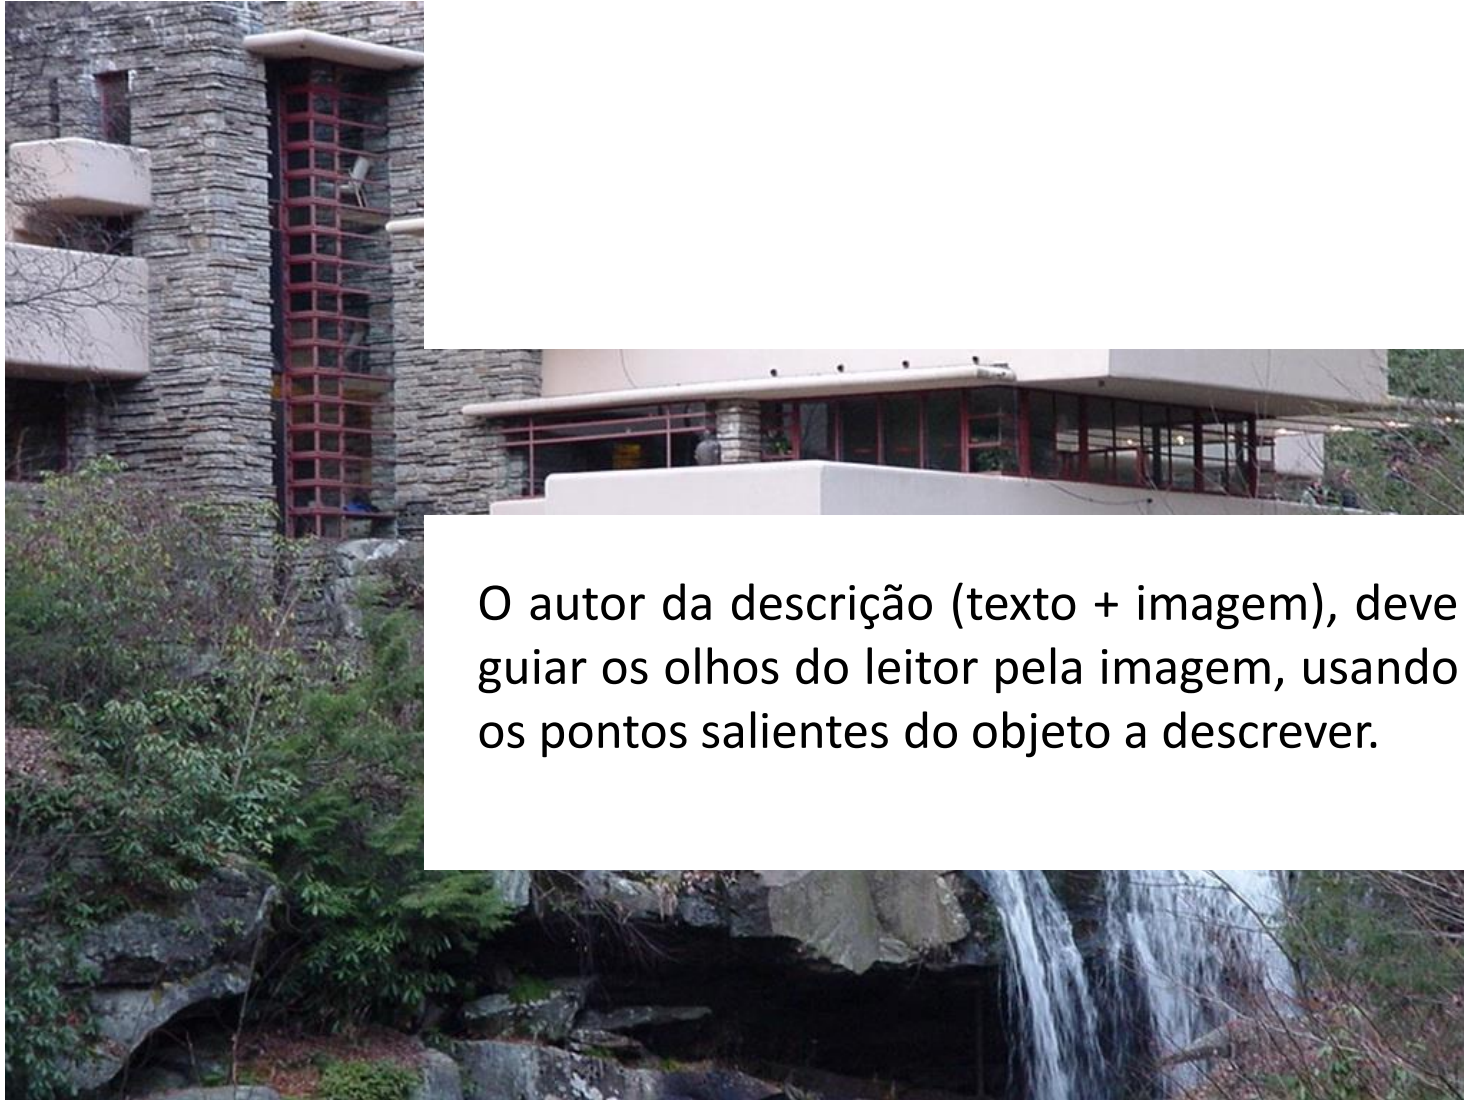 O autor da descrição (texto + imagem), deve
guiar os olhos do leitor pela imagem, usando
os pontos salientes do objeto a descrever.